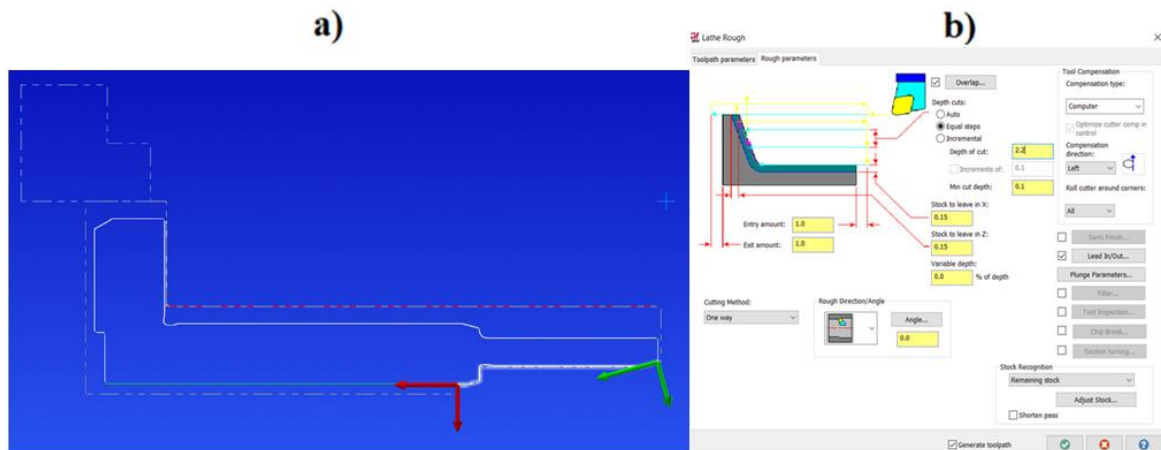 a)
b)
Lathe Rough
Toolpath parameters
Rough parameters
Overlap...
Depth cuts:
Auto
Equal steps
Incremental
Depth of cut:
2.2
Increments of:
0.1
Min cut depth:
0.1
Stock to leave in X:
0.15
Stock to leave in Z:
0.15
Variable depth:
0.0
% of depth
Entry amount:
1.0
Exit amount:
1.0
Cutting Method:
One way
Rough Direction/Angle
Angle...
0.0
Tool Compensation
Compensation type:
Computer
Optimize cutter comp in
control
Compensation
direction:
Left
Roll cutter around corners:
All
Semi Finish...
Lead In/Out...
Plunge Parameters...
Filter...
Tool Inspection...
Chip Break...
Section turning...
Stock Recognition
Remaining stock
Adjust Stock...
Shorten pass
Generate toolpath